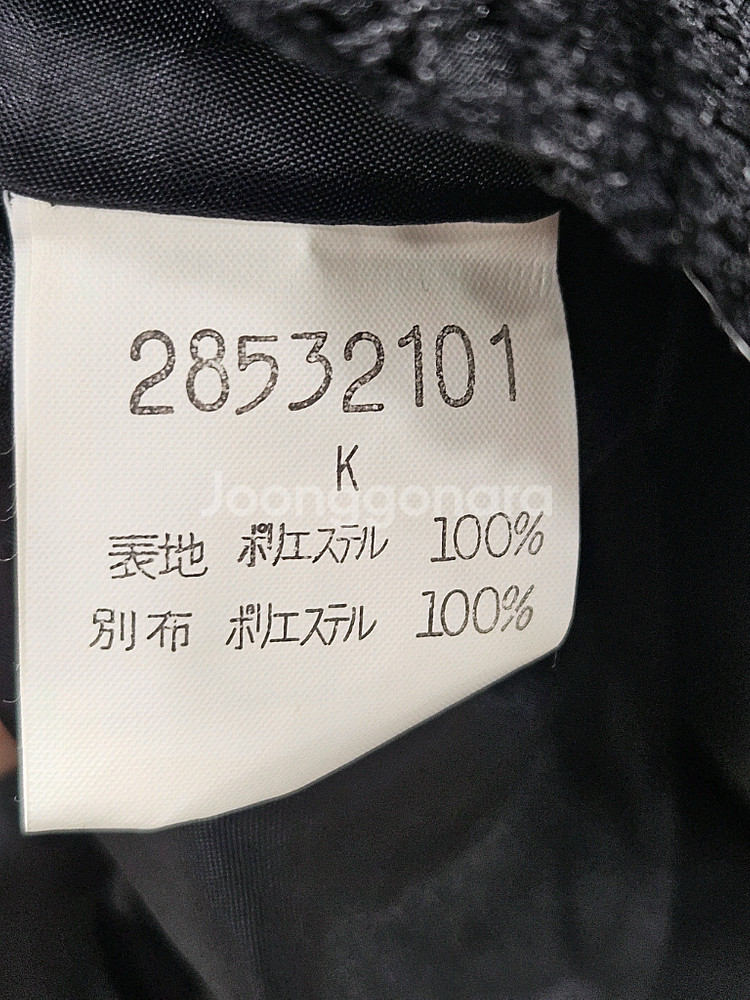 28532101
K
Joonggonara
表地 ポリエステル 100%
別布 ポリエステル 100%